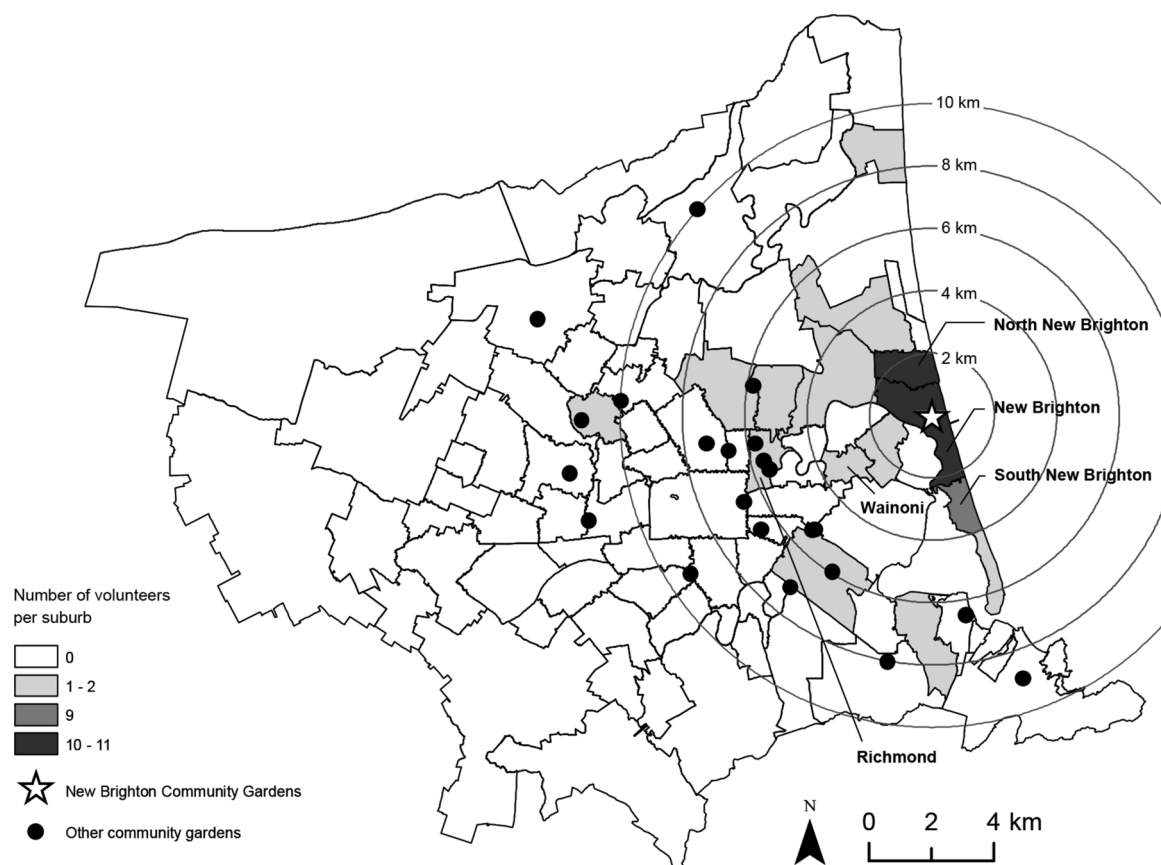 10 km
8 km
6 km
4 km
North New Brighton
2 km
New Brighton
South New Brighton
Wainoni
Number of volunteers
per suburb
0
1 - 2
9
10 - 11
Richmond
New Brighton Community Gardens
Other community gardens
N
0 2 4 km